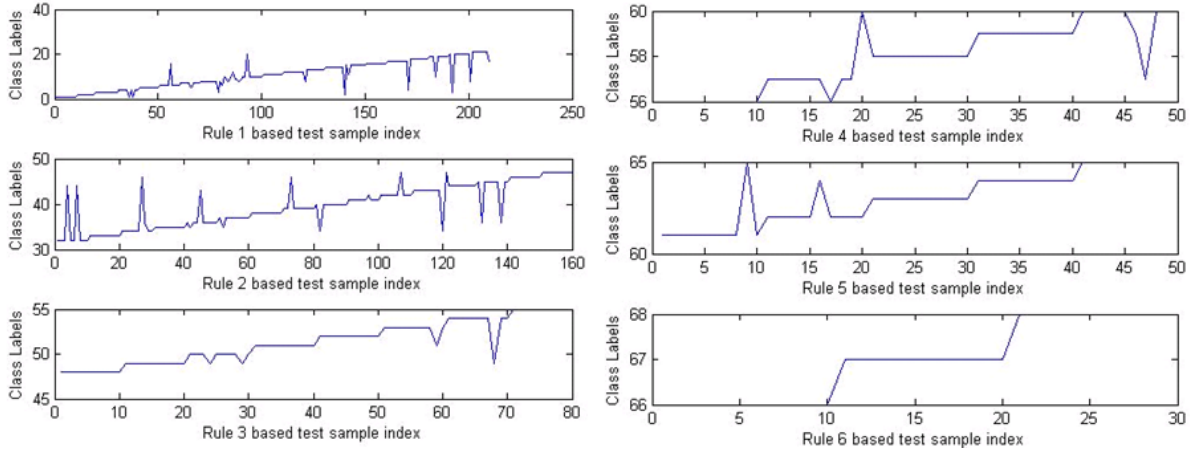 40
20
0
Class Labels
0 50 100 150 200 250
Rule 1 based test sample index
50
40
30
Class Labels
0 20 40 60 80 100 120 140 160
Rule 2 based test sample index
55
50
45
Class Labels
0 10 20 30 40 50 60 70 80
Rule 3 based test sample index
60
58
56
Class Labels
0 5 10 15 20 25 30 35 40 45 50
Rule 4 based test sample index
65
60
Class Labels
0 5 10 15 20 25 30 35 40 45 50
Rule 5 based test sample index
68
67
66
Class Labels
0 5 10 15 20 25 30
Rule 6 based test sample index